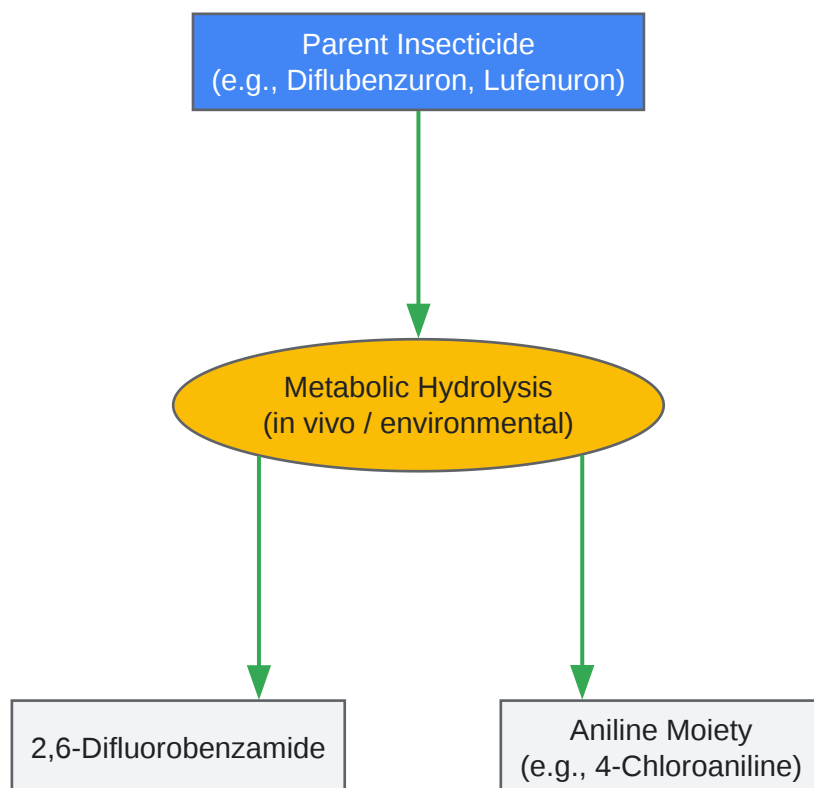 Parent Insecticide
(e.g., Diflubenzuron, Lufenuron)
Metabolic Hydrolysis
(in vivo / environmental)
2,6-Difluorobenzamide
Aniline Moiety
(e.g., 4-Chloroaniline)